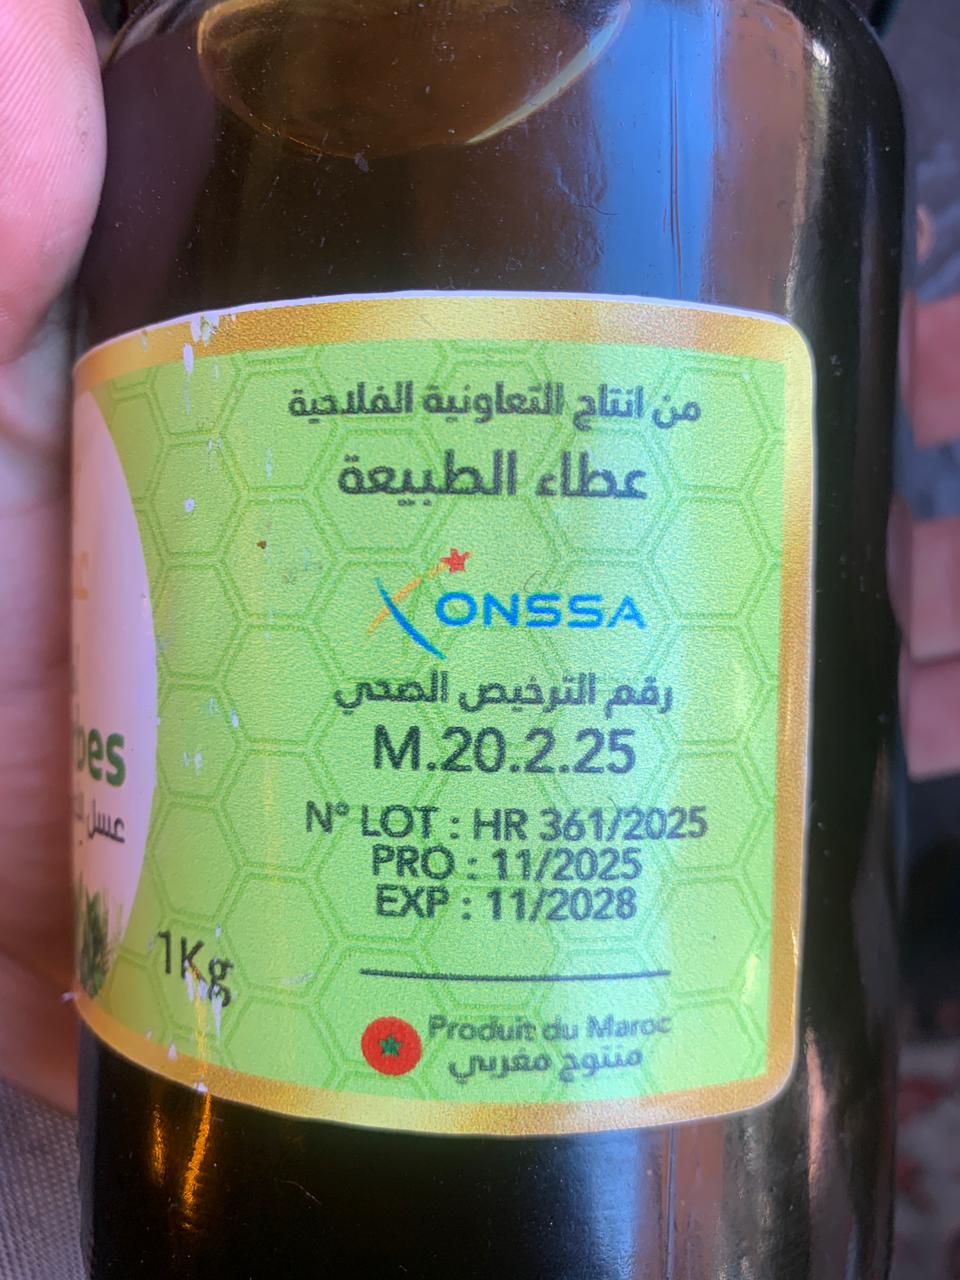 من انتاج التعاونية الفلاحية
عطاء الطبيعة
ONSSA
رقم الترخيص الصحي
M.20.2.25
N° LOT : HR 361/2025
PRO : 11/2025
EXP : 11/2028
عسل
1Kg
Produit du Maroc
منتوج مغربي